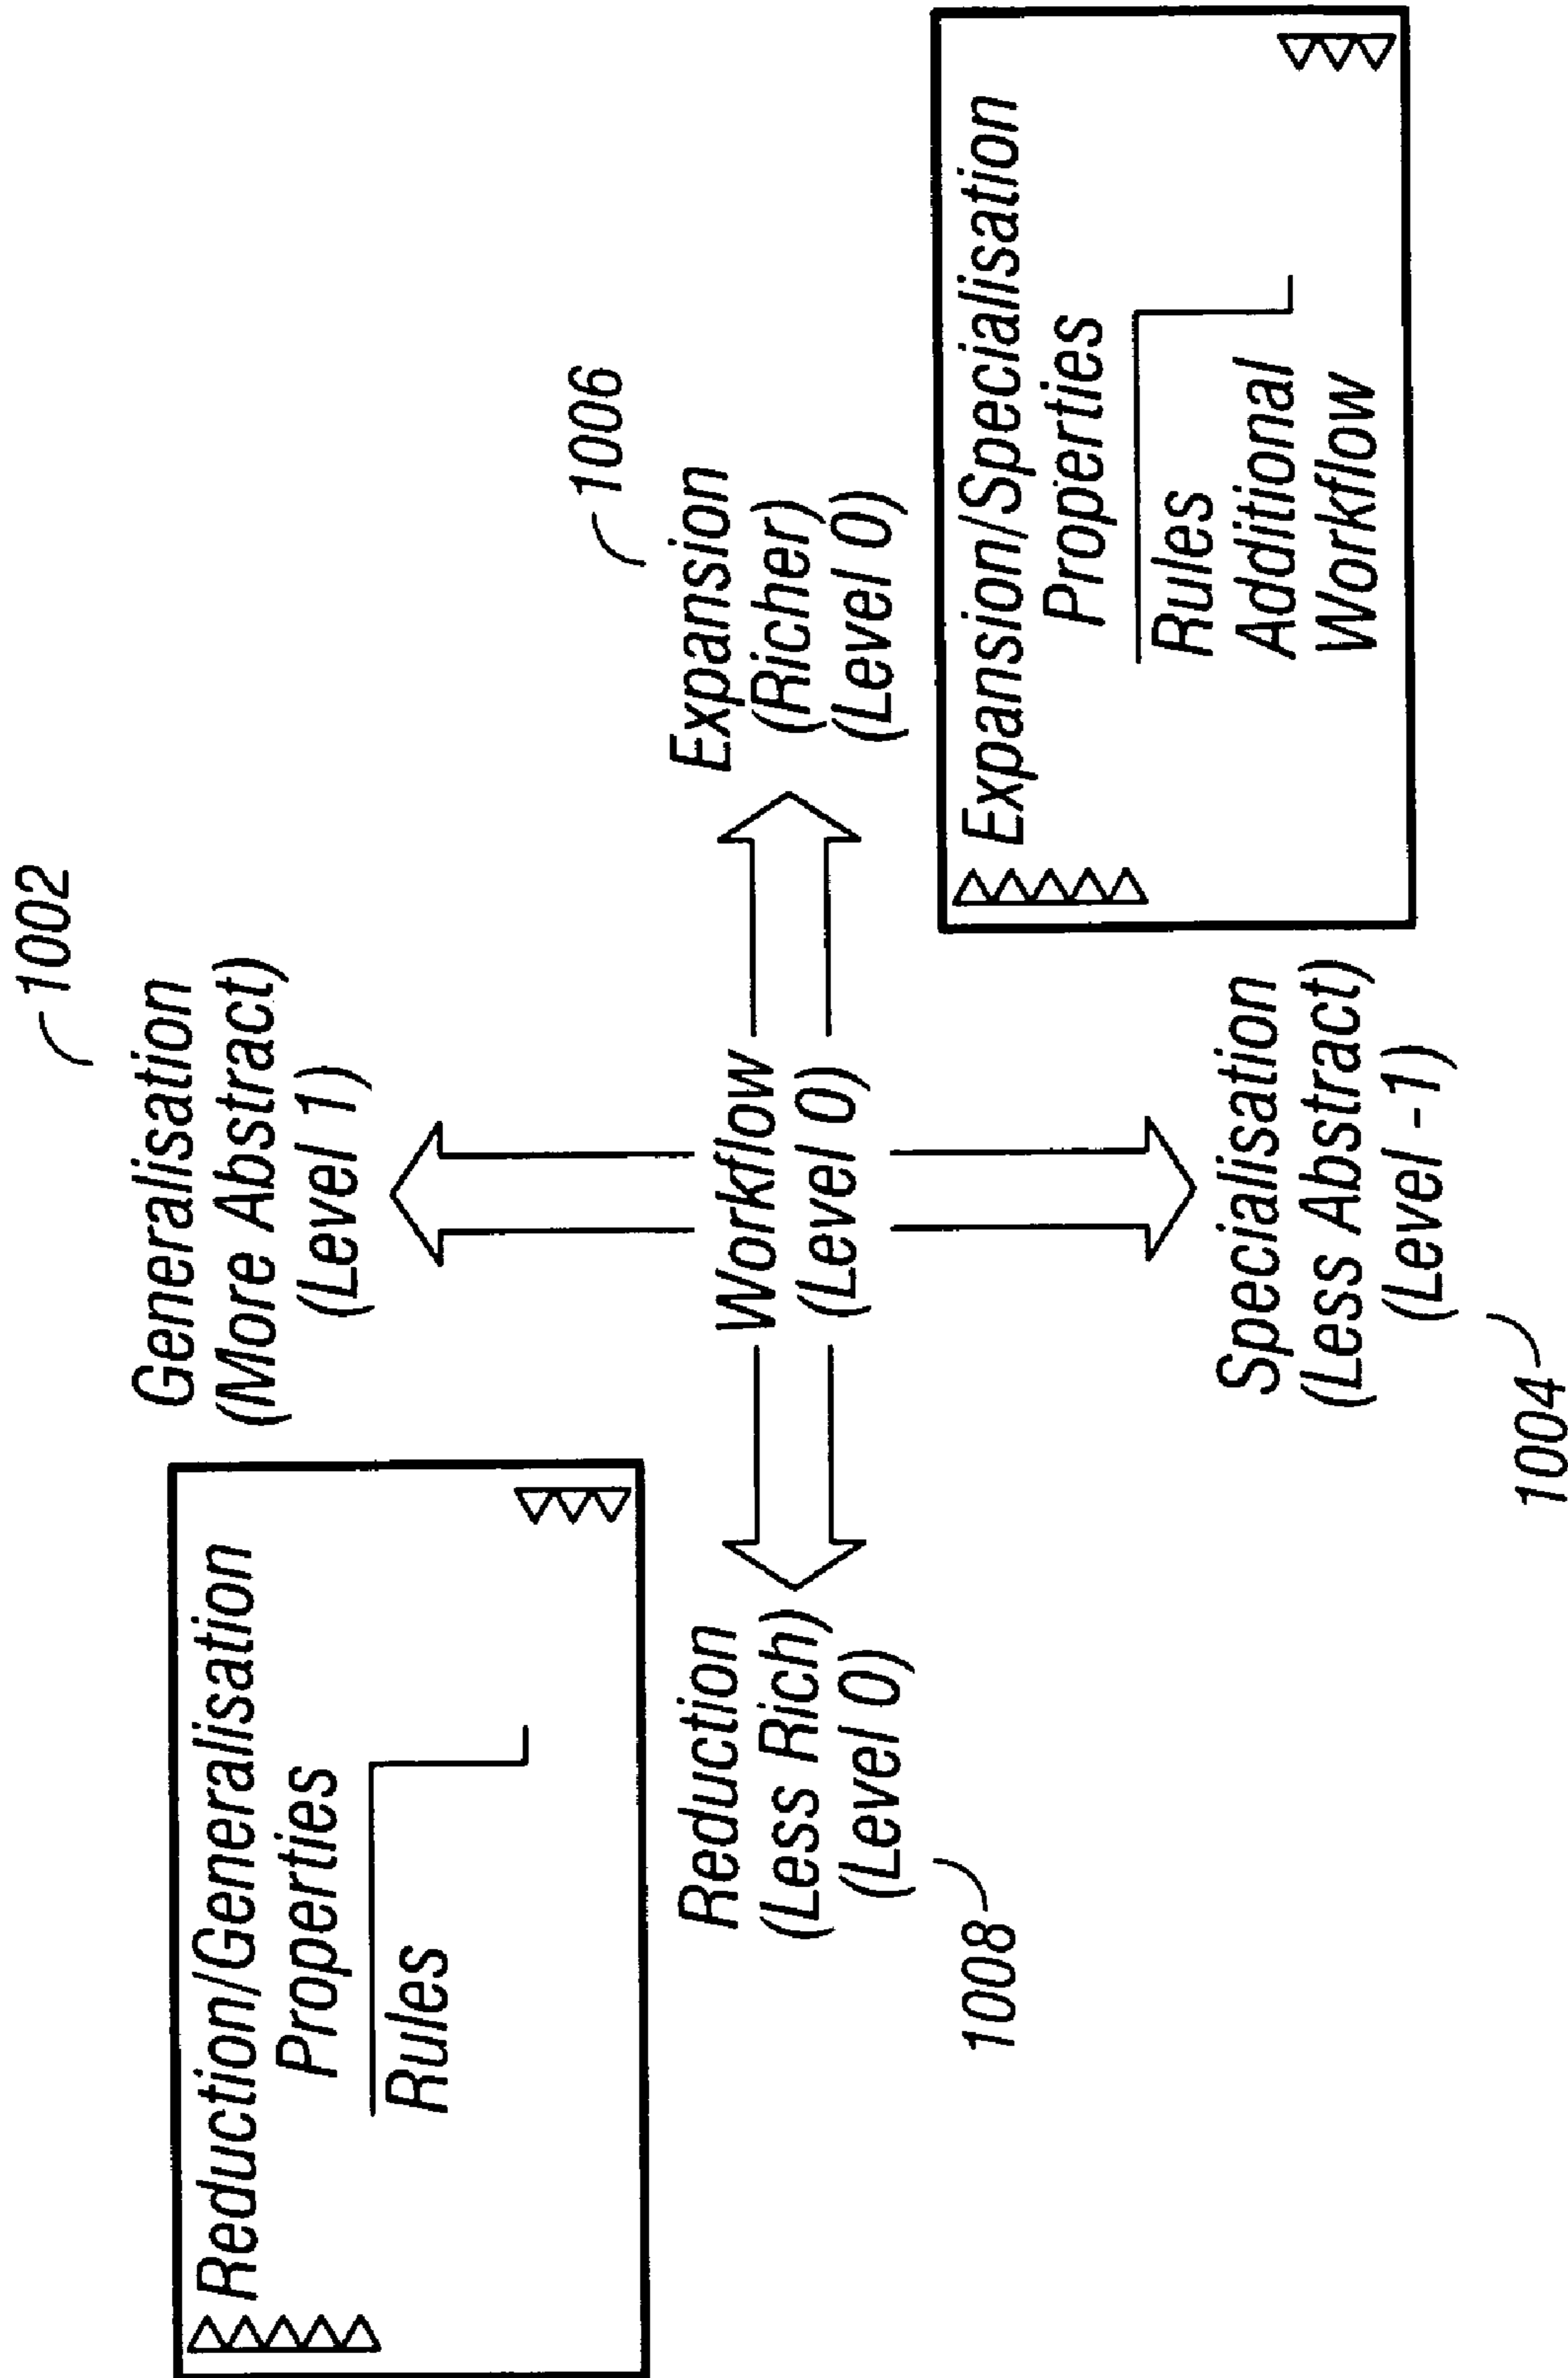 Reduction/Generalisation
Properties
Rules
1002
Generalisation
(More Abstract)
(Level 1)
Reduction
(Less Rich)
(Level 0)
1008
Workflow
(Level 0)
1006
Expansion
(Richer)
(Level 0)
Specialisation
(Less Abstract)
(Level -1)
1004
Expansion/Specialisation
Properties
Rules
Additional
Workflow